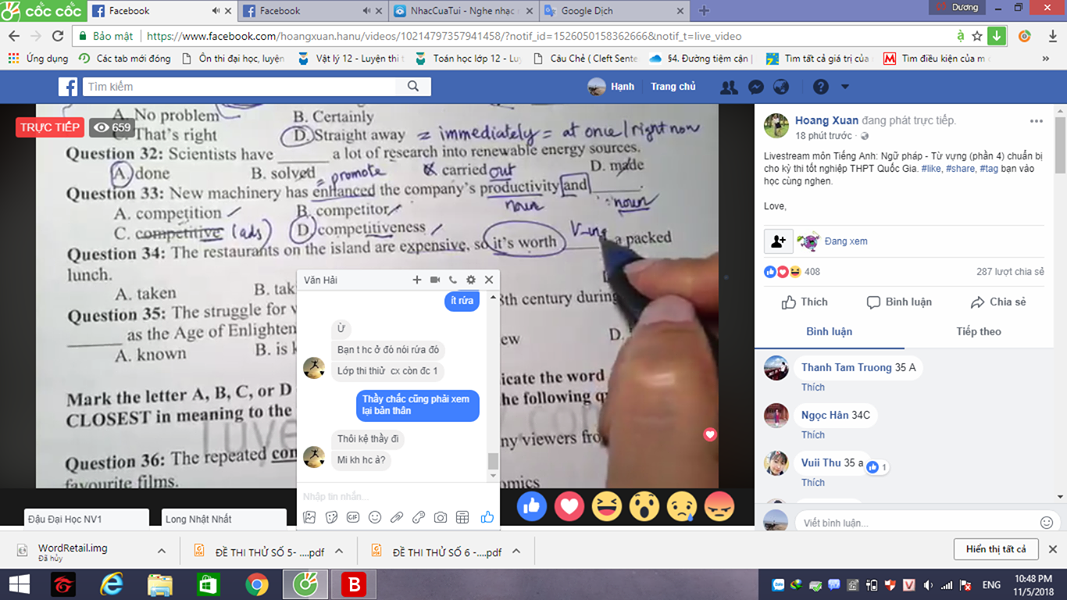 CỐC CỐC
Facebook
Facebook
NhacCuaTui - Nghe nhạc
Google Dịch
Dương
Bảo mật
https://www.facebook.com/hoangxuan.hanu/videos/10214797357941458/?notif_id=1526050158362666&notif_t=live_video
Ứng dụng
Các tab mới đóng
Ôn thi đại học, luyện
Vật lý 12 - Luyện thi t
Toán học lớp 12 - Luy
Câu Chẻ ( Cleft Sente
§4. Đường tiệm cận |
Tìm tất cả giá trị của
Tìm điều kiện của m
Tìm kiếm
Hạnh
Trang chủ
A. No problem
B. Certainly
TRỰC TIẾP
659
C. That's right
D. Straight away = immediately = at once / right now
Question 32: Scientists have ______ a lot of research into renewable energy sources.
A. done
B. solved
carried out
D. made
= promote
Question 33: New machinery has enhanced the company's productivity and ______.
A. competition
B. competitor
noun
noun
C. competitive (adj)
D. competitiveness
V-ing
Question 34: The restaurants on the island are expensive, so it's worth ______ a packed
lunch.
A. taken
B. tak
Question 35: The struggle for
8th century during
______ as the Age of Enlighten
A. known
B. is k
ew
D.
Mark the letter A, B, C, or D
icate the word
CLOSEST in meaning to the
he following q
Question 36: The repeated con
ny viewers fro
favourite films.
omics
Văn Hải
ít rứa
Ừ
Bạn t hc ở đó nói rứa đó
Lớp thi thử cx còn đc 1
Thầy chắc cũng phải xem
lại bản thân
Thôi kệ thầy đi
Mi kh hc á?
Nhập tin nhắn...
Đậu Đại Học NV1
Long Nhật Nhất
Hoang Xuan đang phát trực tiếp.
18 phút trước
Livestream môn Tiếng Anh: Ngữ pháp - Từ vựng (phần 4) chuẩn bị
cho kỳ thi tốt nghiệp THPT Quốc Gia. #like, #share, #tag bạn vào
học cùng nghen.
Love,
Đang xem
408
287 lượt chia sẻ
Thích
Bình luận
Chia sẻ
Bình luận
Tiếp theo
Thanh Tam Truong 35 A
Thích
Ngọc Hân 34C
Thích
Vuii Thu 35 a
1
Thích
Viết bình luận...
WordRetail.img
Đã hủy
ĐỀ THI THỬ SỐ 5- ....pdf
ĐỀ THI THỬ SỐ 6 -....pdf
Hiển thị tất cả
ENG
10:48 PM
11/5/2018